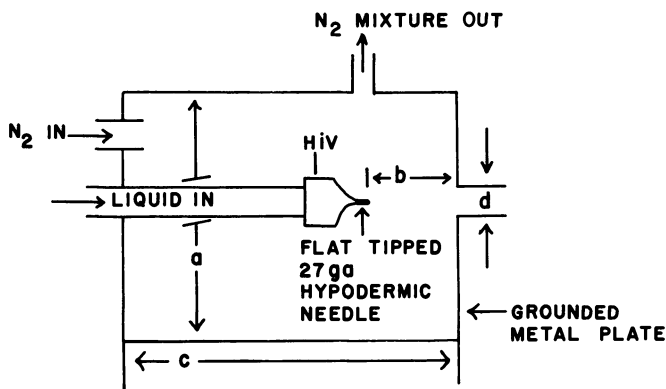 N₂ MIXTURE OUT
N₂ IN
HiV
b
LIQUID IN
d
a
FLAT TIPPED
27ga
HYPODERMIC
NEEDLE
GROUNDED
METAL PLATE
c